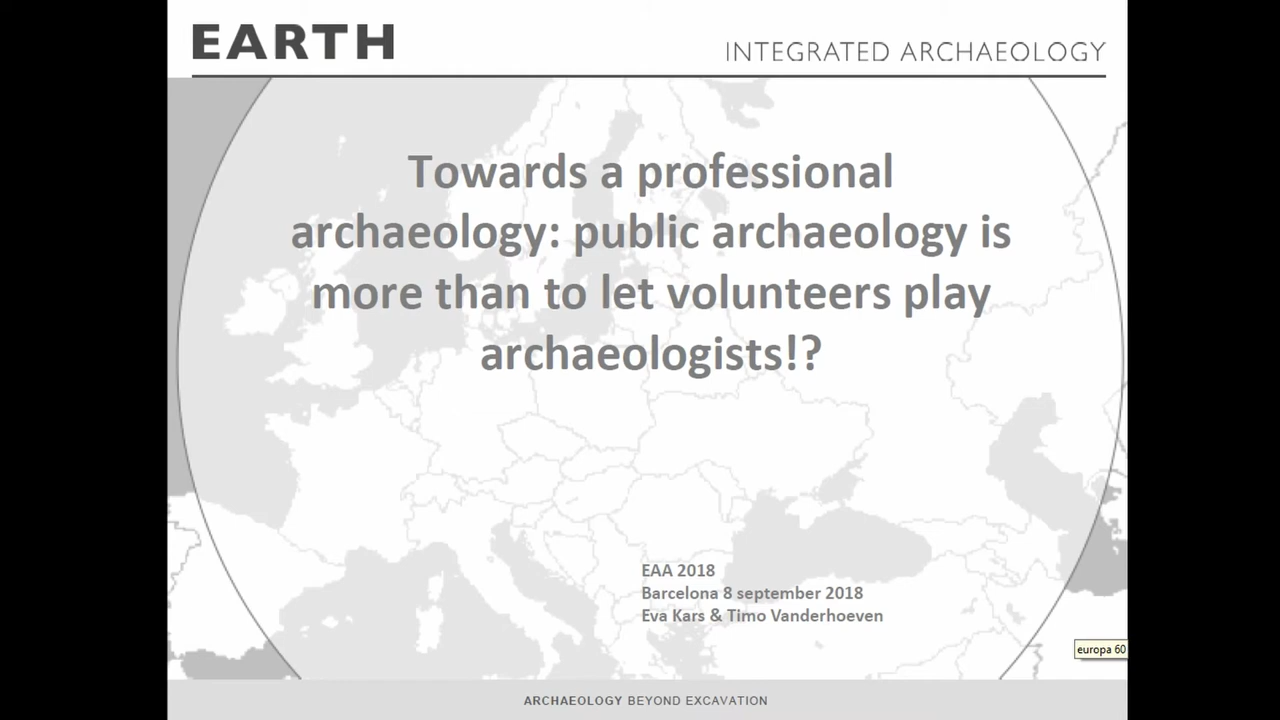 EARTH
INTEGRATED ARCHAEOLOGY
Towards a professional
archaeology: public archaeology is
more than to let volunteers play
archaeologists!?
EAA 2018
Barcelona 8 september 2018
Eva Kars & Timo Vanderhoeven
europa 60
ARCHAEOLOGY BEYOND EXCAVATION